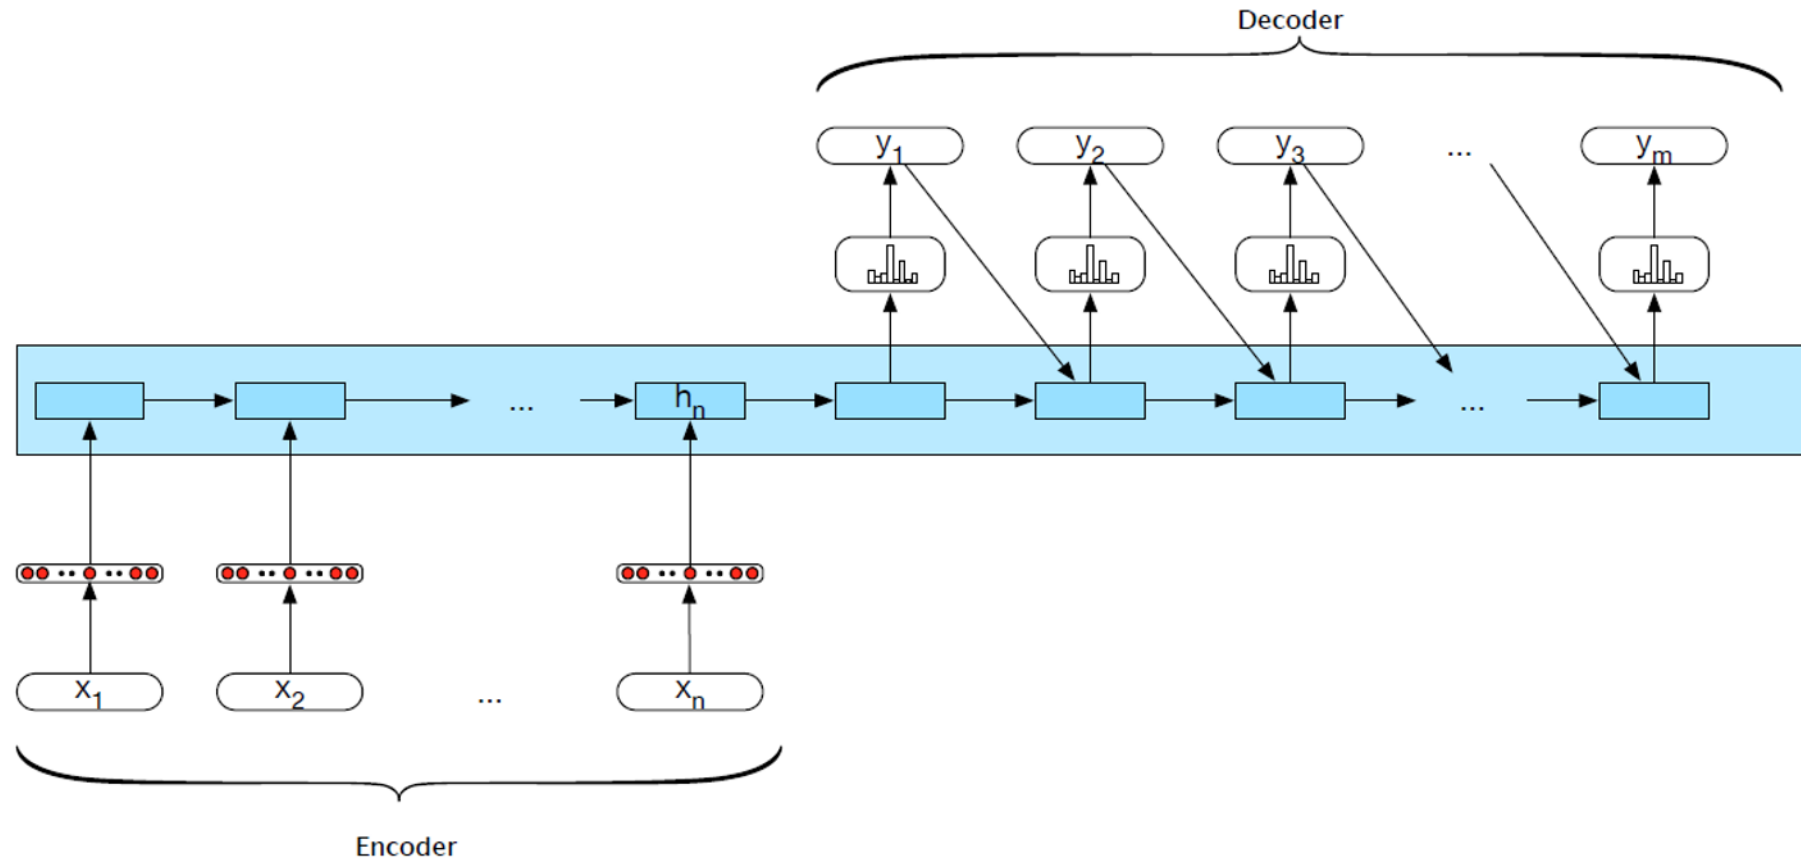 Decoder
y1 y2 y3 ... ym
... hn ...
x1 x2 ... xn
Encoder